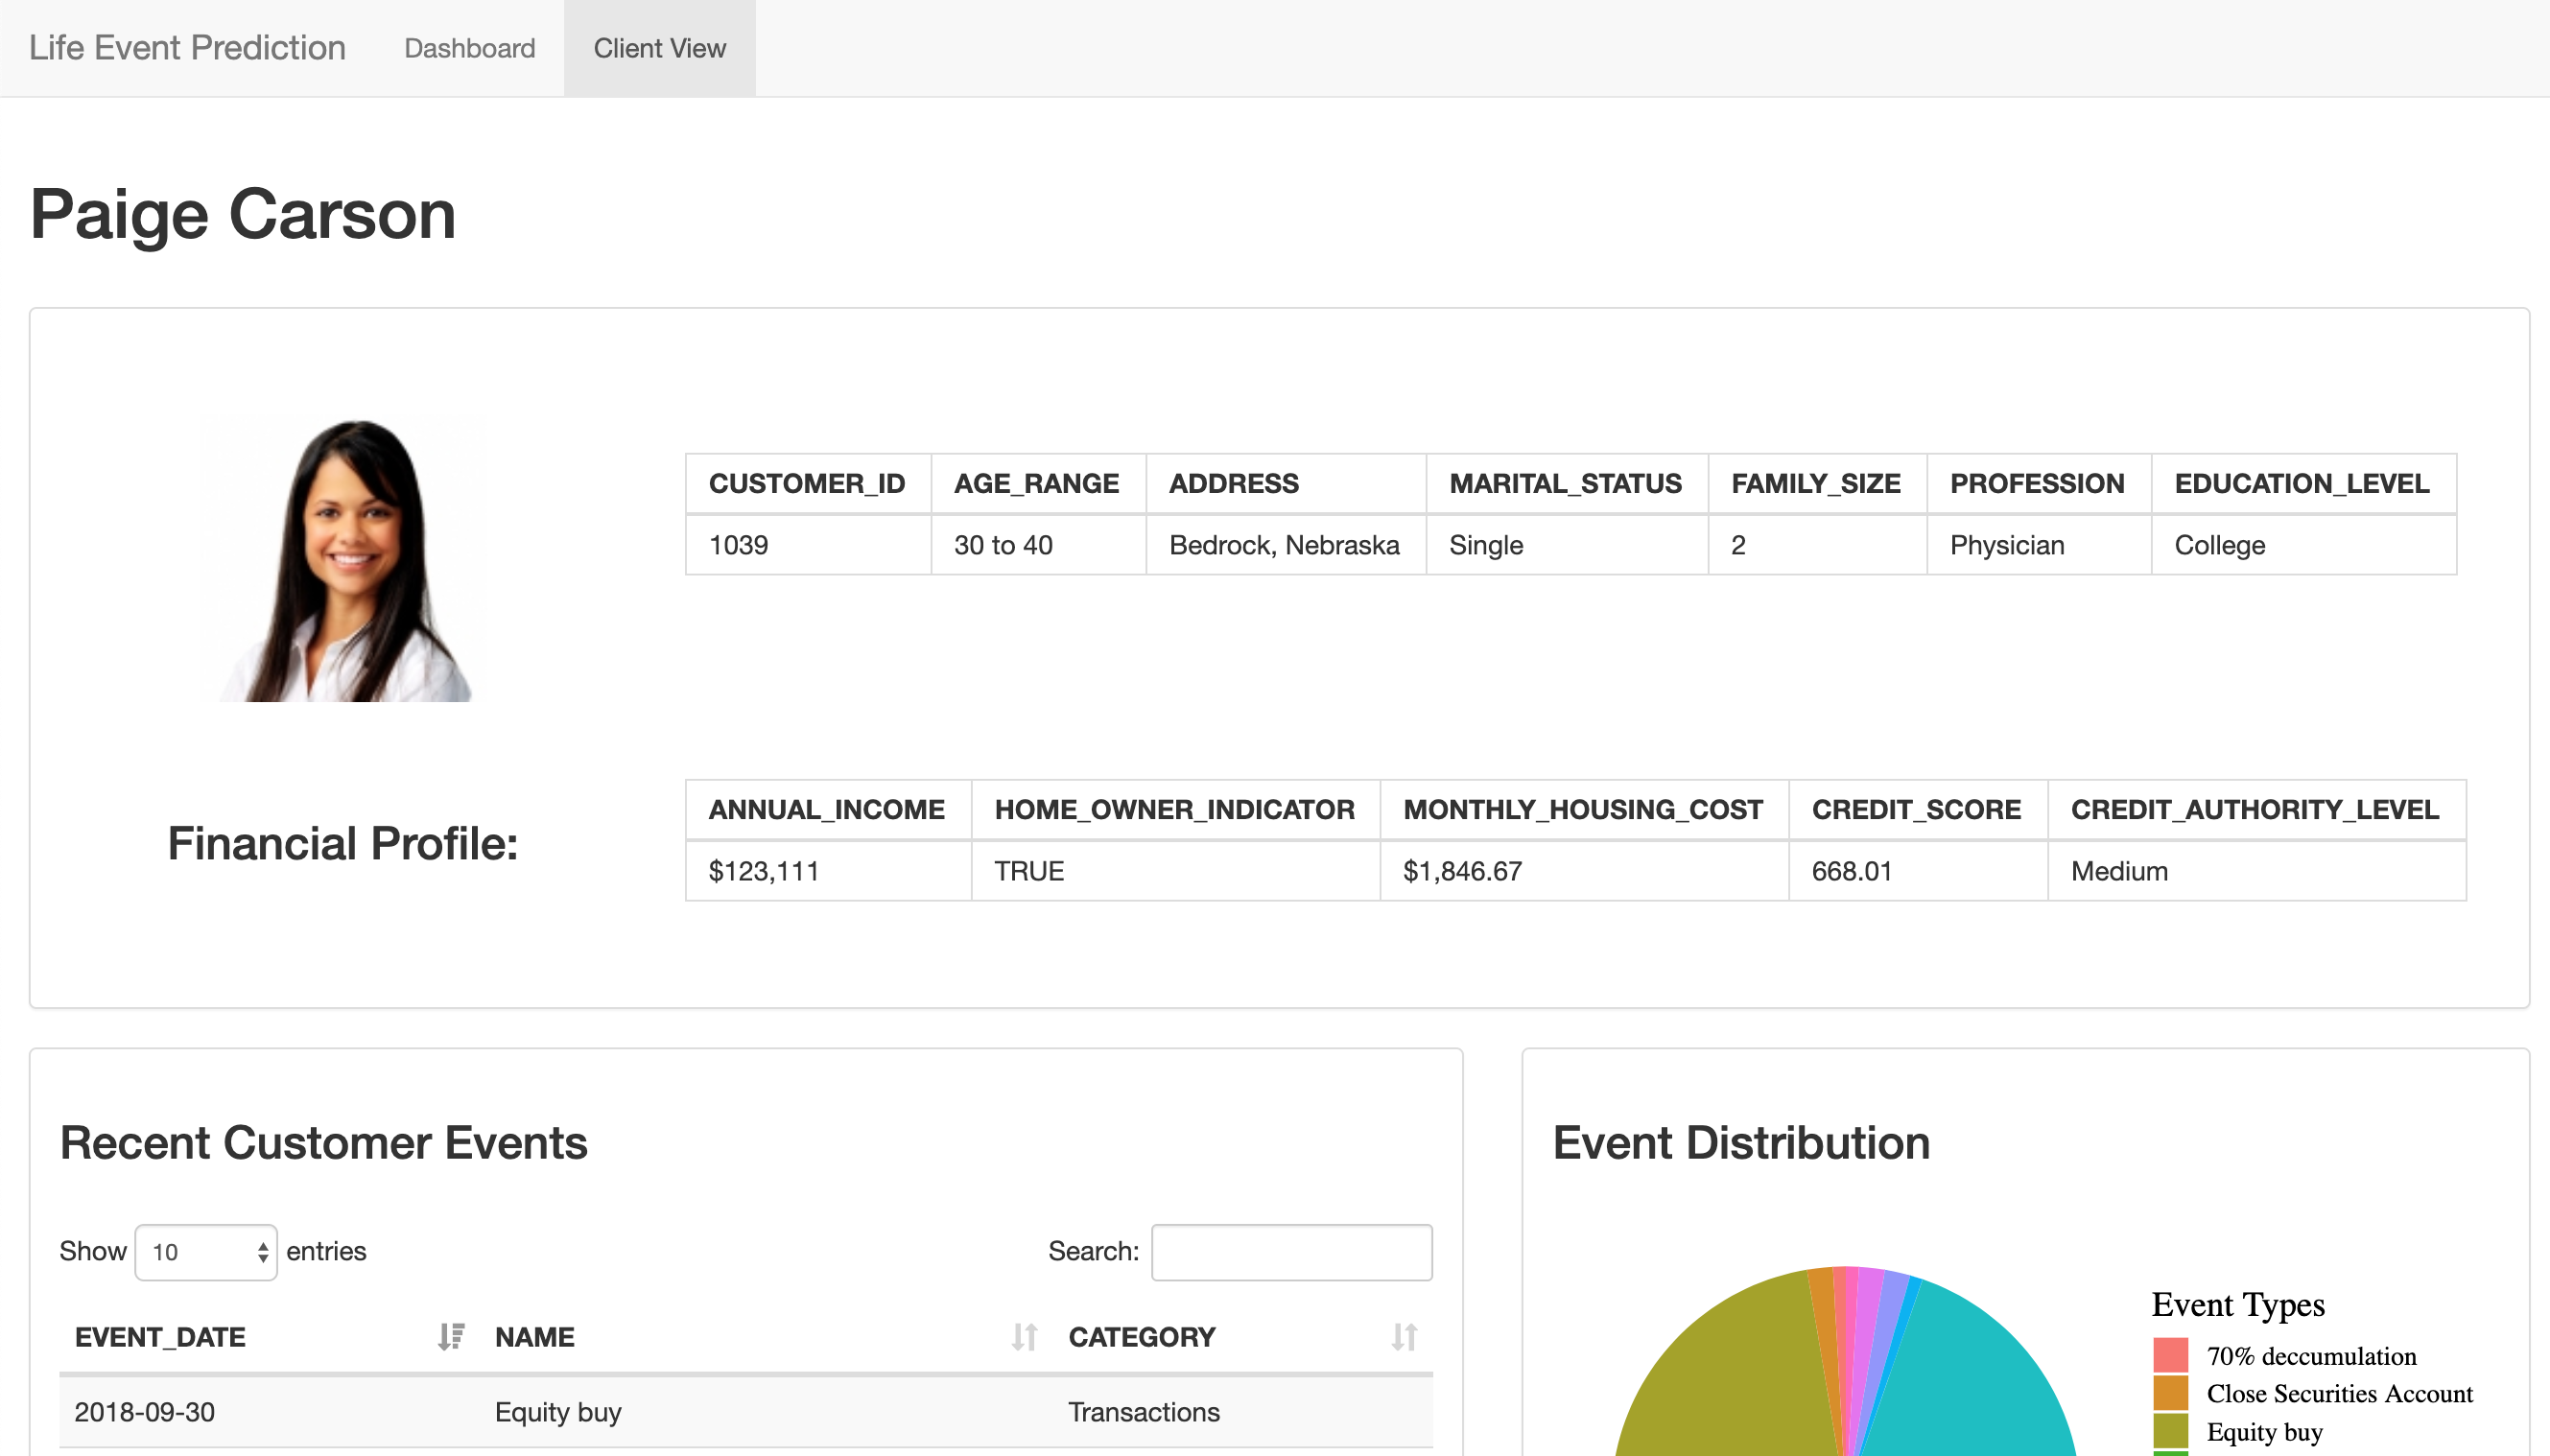 Life Event Prediction Dashboard Client View
Paige Carson
CUSTOMER_ID AGE_RANGE ADDRESS MARITAL_STATUS FAMILY_SIZE PROFESSION EDUCATION_LEVEL
1039 30 to 40 Bedrock, Nebraska Single 2 Physician College
Financial Profile:
ANNUAL_INCOME HOME_OWNER_INDICATOR MONTHLY_HOUSING_COST CREDIT_SCORE CREDIT_AUTHORITY_LEVEL
$123,111 TRUE $1,846.67 668.01 Medium
Recent Customer Events
Show 10 entries Search:
EVENT_DATE NAME CATEGORY
2018-09-30 Equity buy Transactions
Event Distribution
Event Types
70% deccumulation
Close Securities Account
Equity buy